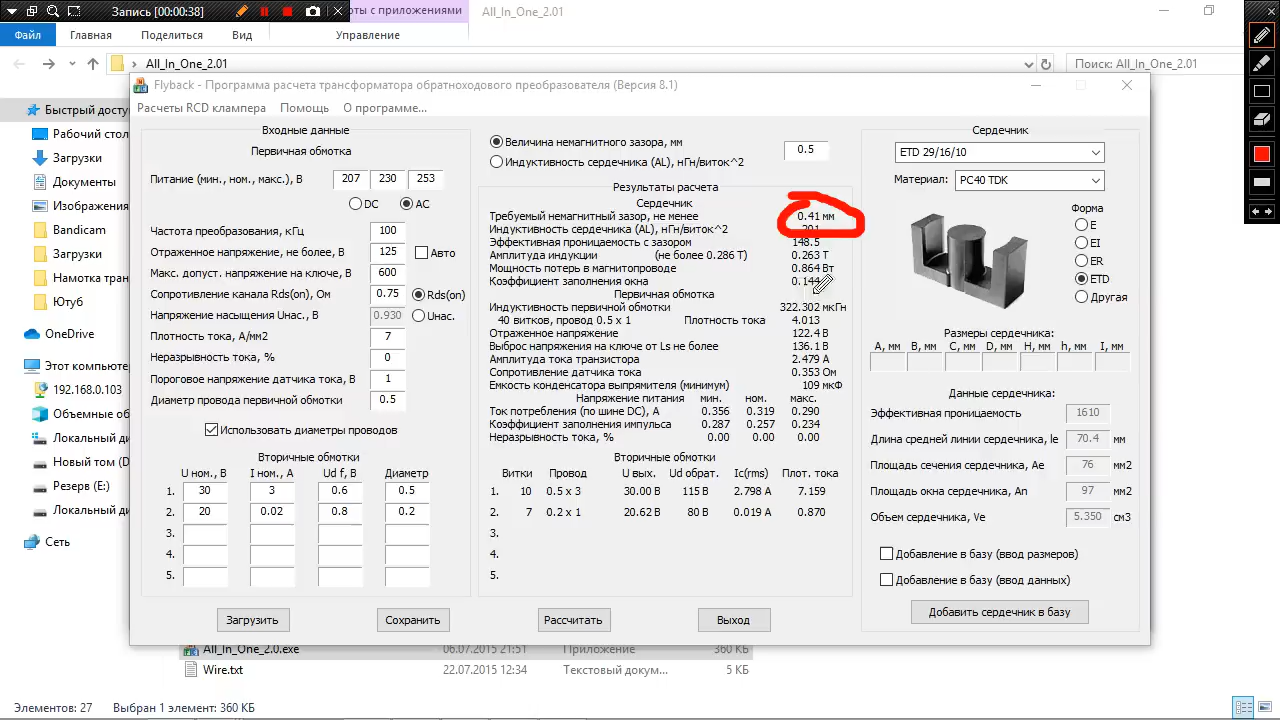 Запись [00:00:38]
ты с приложениями
All_In_One_2.01
Файл
Главная
Поделиться
Вид
Управление
All_In_One_2.01
Поиск: All_In_One_2.01
Быстрый досту
Рабочий стол
Загрузки
Документы
Изображения
Bandicam
Загрузки
Намотка тра
Ютуб
OneDrive
Этот компьюте
192.168.0.103
Объемные об
Локальный ди
Новый том (D
Резерв (E:)
Локальный ди
Сеть
Flyback - Программа расчета трансформатора обратноходового преобразователя (Версия 8.1)
Расчеты RCD клампера Помощь О программе...
Входные данные
Первичная обмотка
Питание (мин., ном., макс.), В 207 230 253
DC AC
Частота преобразования, кГц 100
Отраженное напряжение, не более, В 125 Авто
Макс. допуст. напряжение на ключе, В 600
Сопротивление канала Rds(on), Ом 0.75 Rds(on)
Напряжение насыщения Uнас., В 0.930 Uнас.
Плотность тока, А/мм2 7
Неразрывность тока, % 0
Пороговое напряжение датчика тока, В 1
Диаметр провода первичной обмотки 0.5
Использовать диаметры проводов
Вторичные обмотки
U ном., В I ном., А Ud f, В Диаметр
1. 30 3 0.6 0.5
2. 20 0.02 0.8 0.2
3.
4.
5.
Загрузить Сохранить
Величина немагнитного зазора, мм 0.5
Индуктивность сердечника (AL), нГн/виток^2
Результаты расчета
Сердечник
Требуемый немагнитный зазор, не менее 0.41 мм
Индуктивность сердечника (AL), нГн/виток^2 201
Эффективная проницаемость с зазором 148.5
Амплитуда индукции (не более 0.286 Т) 0.263 Т
Мощность потерь в магнитопроводе 0.864 Вт
Коэффициент заполнения окна 0.144
Первичная обмотка
Индуктивность первичной обмотки 322.302 мкГн
40 витков, провод 0.5 x 1 Плотность тока 4.013
Отраженное напряжение 122.4 В
Выброс напряжения на ключе от Ls не более 136.1 В
Амплитуда тока транзистора 2.479 А
Сопротивление датчика тока 0.353 Ом
Емкость конденсатора выпрямителя (минимум) 109 мкФ
Напряжение питания мин. ном. макс.
Ток потребления (по шине DC), А 0.356 0.319 0.290
Коэффициент заполнения импульса 0.287 0.257 0.234
Неразрывность тока, % 0.00 0.00 0.00
Вторичные обмотки
Витки Провод U вых. Ud обрат. Ic(rms) Плот. тока
1. 10 0.5 x 3 30.00 В 115 В 2.798 А 7.159
2. 7 0.2 x 1 20.62 В 80 В 0.019 А 0.870
3.
4.
5.
Рассчитать Выход
Сердечник
ETD 29/16/10
Материал: PC40 TDK
Форма
E
EI
ER
ETD
Другая
Размеры сердечника:
A, мм B, мм C, мм D, мм H, мм h, мм I, мм
Данные сердечника:
Эффективная проницаемость 1610
Длина средней линии сердечника, le 70.4 мм
Площадь сечения сердечника, Ae 76 мм2
Площадь окна сердечника, An 97 мм2
Объем сердечника, Ve 5.350 см3
Добавление в базу (ввод размеров)
Добавление в базу (ввод данных)
Добавить сердечник в базу
All_In_One_2.0.exe 06.07.2015 21:51 Приложение 360 КБ
Wire.txt 22.07.2015 12:34 Текстовый докум... 5 КБ
Элементов: 27 Выбран 1 элемент: 360 КБ